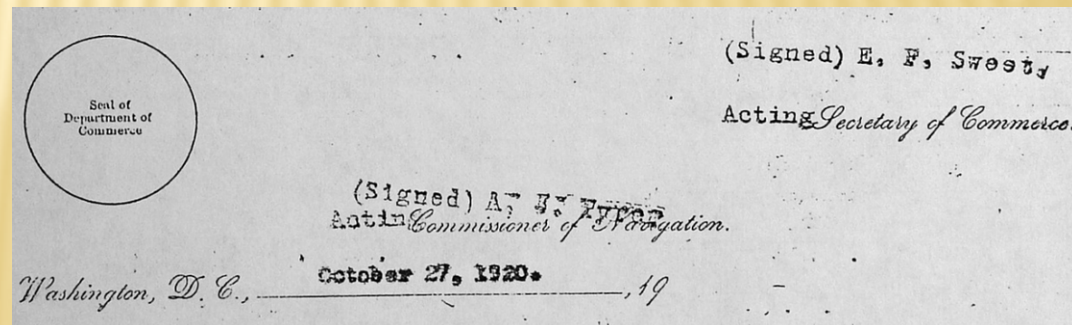 (Signed) E. F. Sweet,
Acting Secretary of Commerce.
Seal of
Department of
Commerce
(Signed) A.
Acting Commissioner of Navigation.
October 27, 1920.
Washington, D. C., , 19